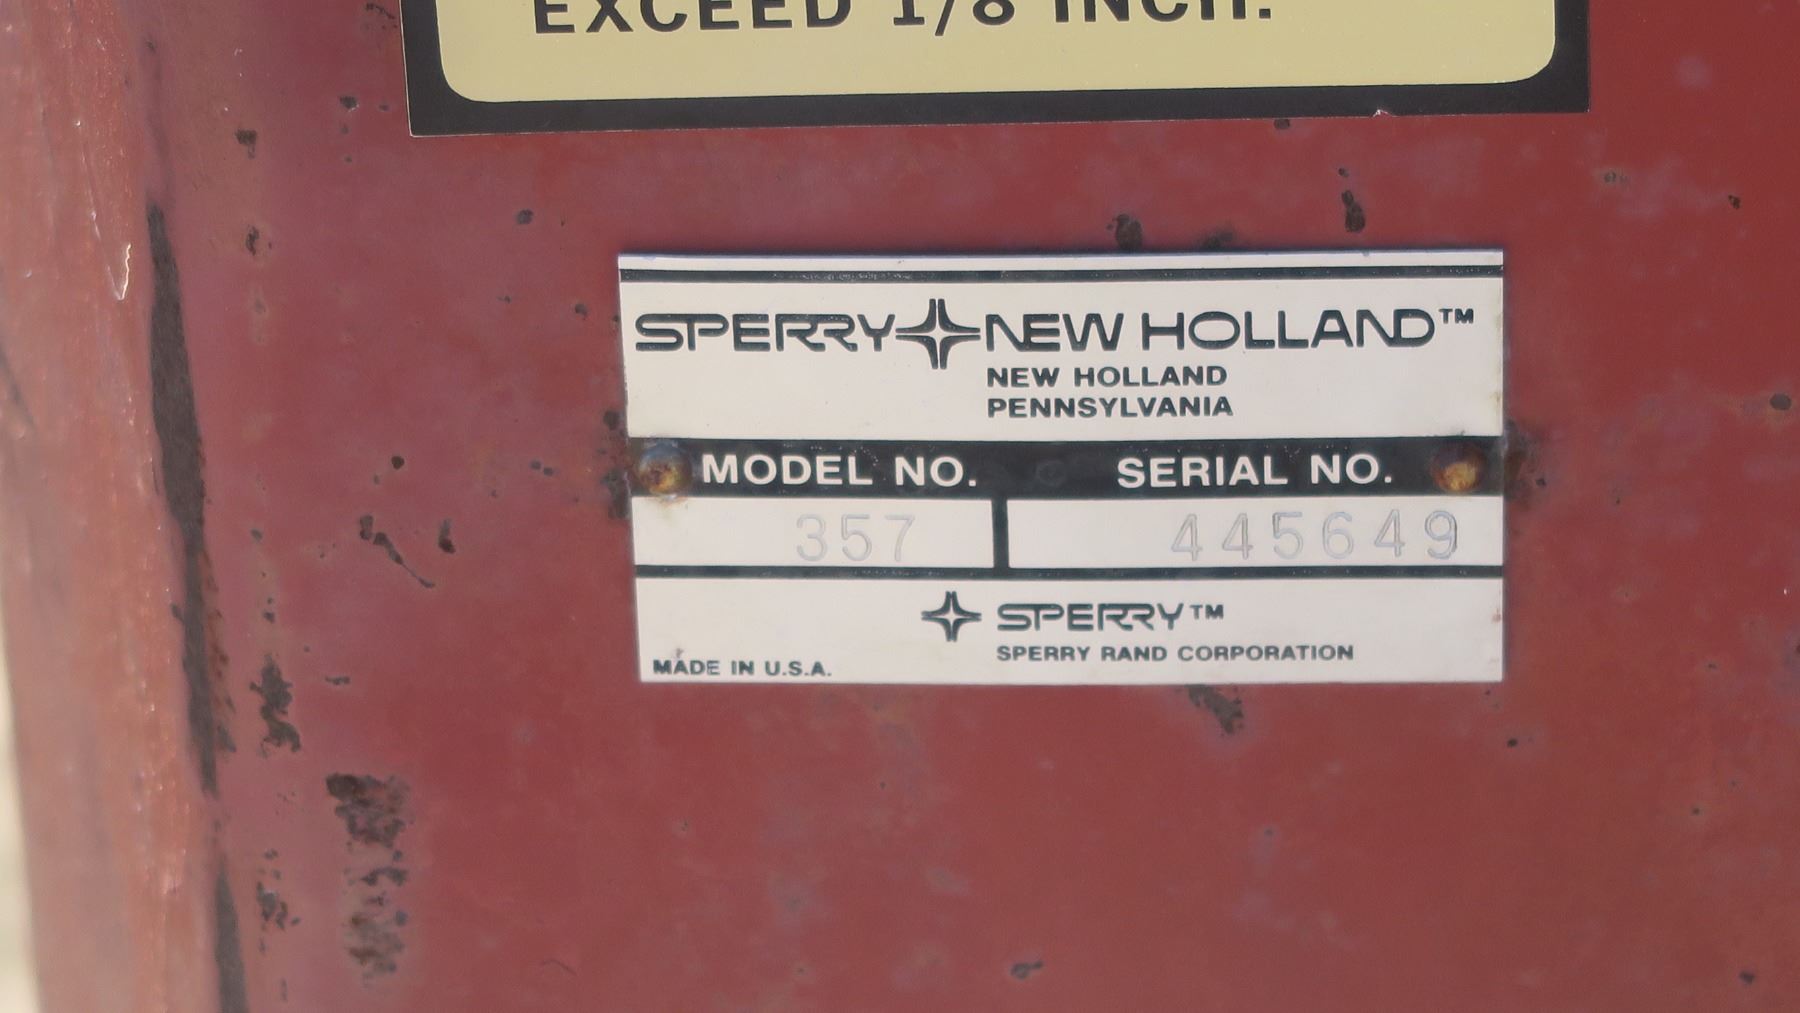 EXCEED 1/8 INCH.
SPERRY NEW HOLLAND™
NEW HOLLAND
PENNSYLVANIA
MODEL NO. SERIAL NO.
357 445649
SPERRY™
SPERRY RAND CORPORATION
MADE IN U.S.A.